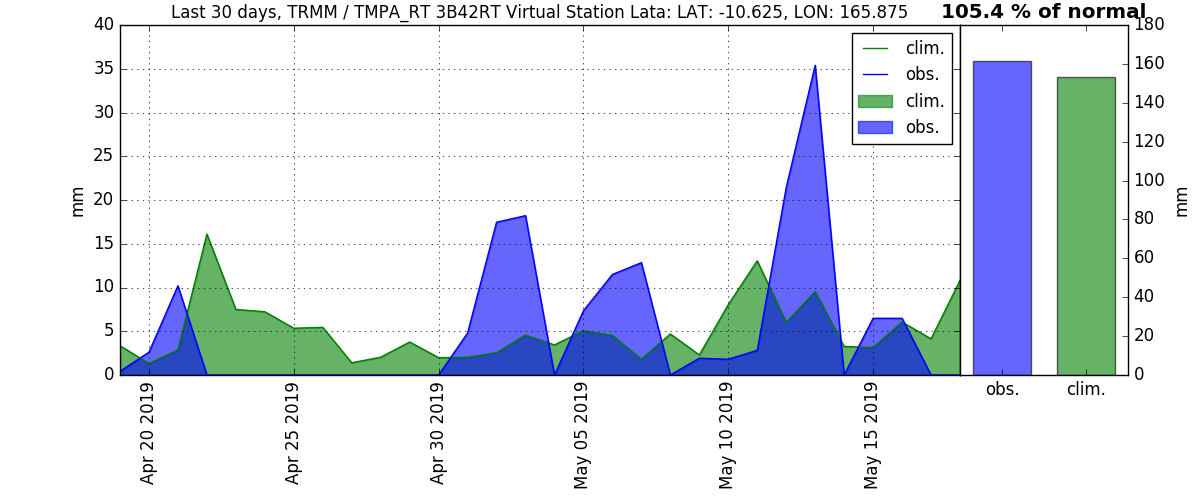 Last 30 days, TRMM / TMPA_RT 3B42RT Virtual Station Lata: LAT: -10.625, LON: 165.875
105.4 % of normal
40
35
30
25
20
15
10
5
0
mm
clim.
obs.
clim.
obs.
180
160
140
120
100
80
60
40
20
0
mm
Apr 20 2019
Apr 25 2019
Apr 30 2019
May 05 2019
May 10 2019
May 15 2019
obs.
clim.